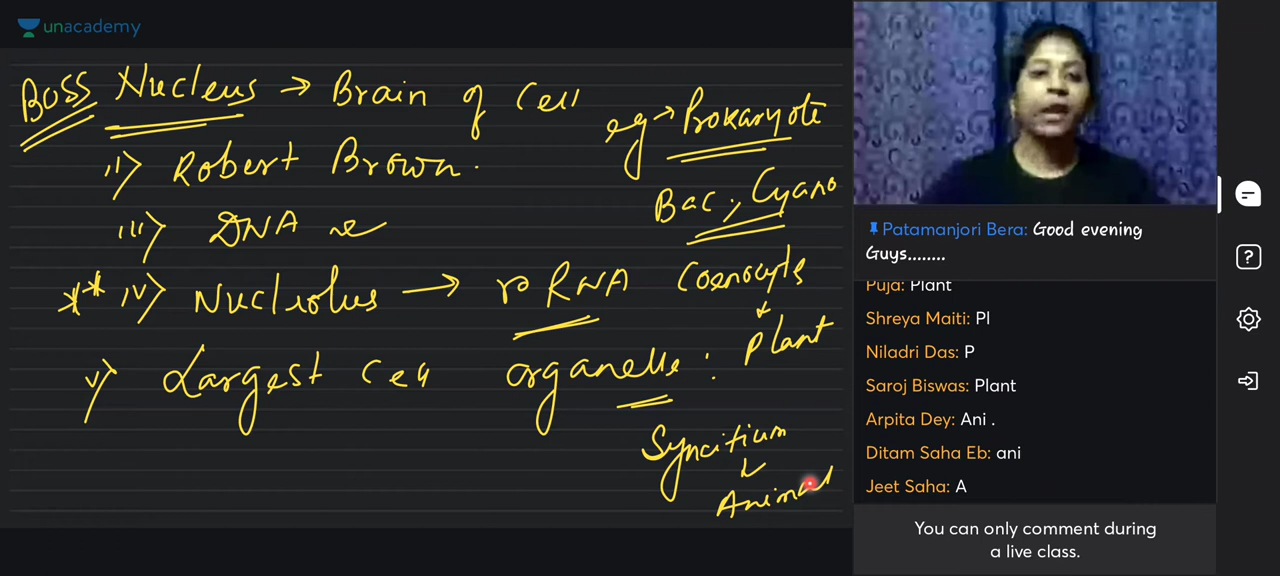 unacademy
Boss Nucleus → Brain of Cell
eg → Prokaryote
ii) Robert Brown.
Bac, Cyano
iii) DNA
** iv) Nucleolus → rRNA
Coenocyte
↓
Plant
v) Largest Cell organelle :
Syncitium
↓
Animal
Patamanjori Bera: Good evening
Guys........
Puja: Plant
Shreya Maiti: Pl
Niladri Das: P
Saroj Biswas: Plant
Arpita Dey: Ani .
Ditam Saha Eb: ani
Jeet Saha: A
You can only comment during
a live class.